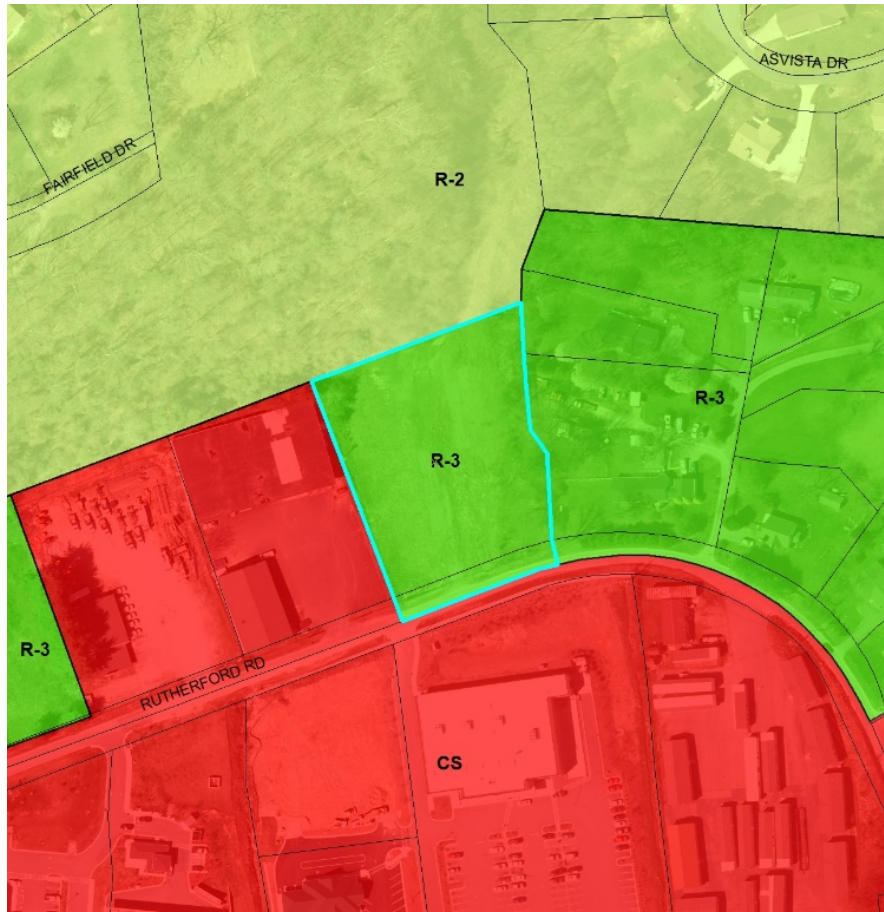 ASVISTA DR
FAIRFIELD DR
R-2
R-3
R-3
R-3
RUTHERFORD RD
CS